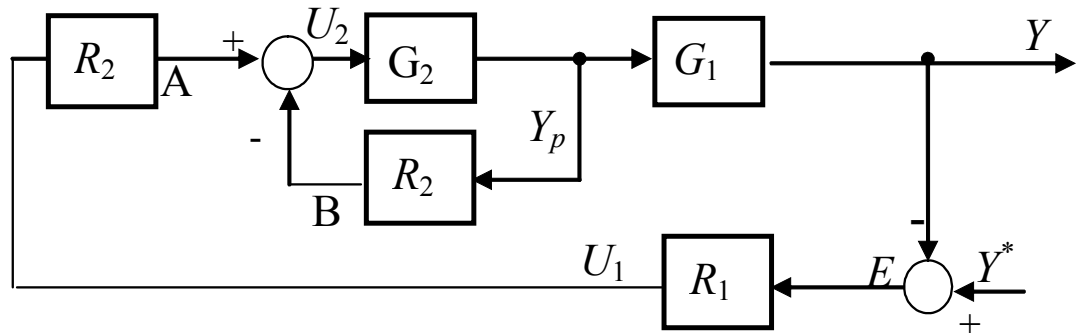 R₂
A
+
U₂
-
G₂
Yₚ
R₂
B
G₁
Y
U₁
R₁
E
-
Y*
+